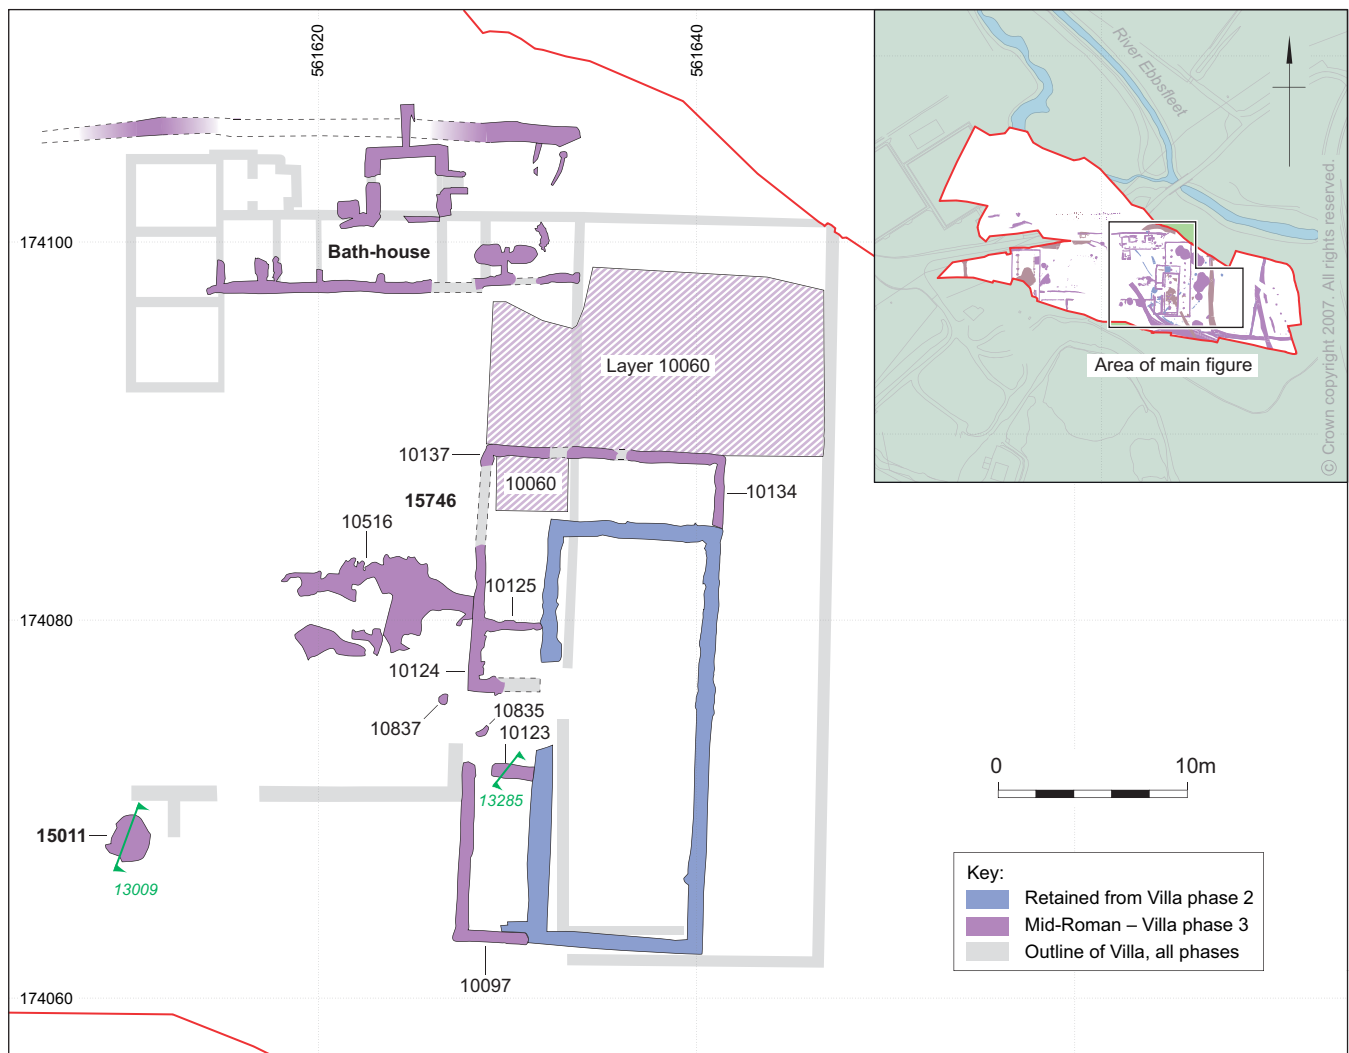 561620
561640
River Ebbsfleet
174100
Bath-house
Layer 10060
Area of main figure
© Crown copyright 2007. All rights reserved.
10137
10060
10134
15746
10516
10125
174080
10124
10835
10837
10123
13285
0 10m
15011
13009
Key:
Retained from Villa phase 2
Mid-Roman – Villa phase 3
Outline of Villa, all phases
10097
174060